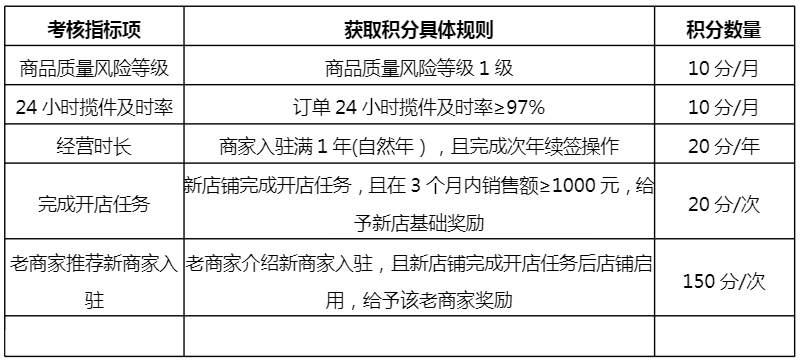 考核指标项 获取积分具体规则 积分数量
商品质量风险等级 商品质量风险等级 1 级 10 分/月
24 小时揽件及时率 订单 24 小时揽件及时率≥97% 10 分/月
经营时长 商家入驻满 1 年(自然年），且完成次年续签操作 20 分/年
完成开店任务 新店铺完成开店任务，且在 3 个月内销售额≥1000 元，给 20 分/次
予新店基础奖励
老商家推荐新商家入 老商家介绍新商家入驻，且新店铺完成开店任务后店铺启 150 分/次
驻 用，给予该老商家奖励